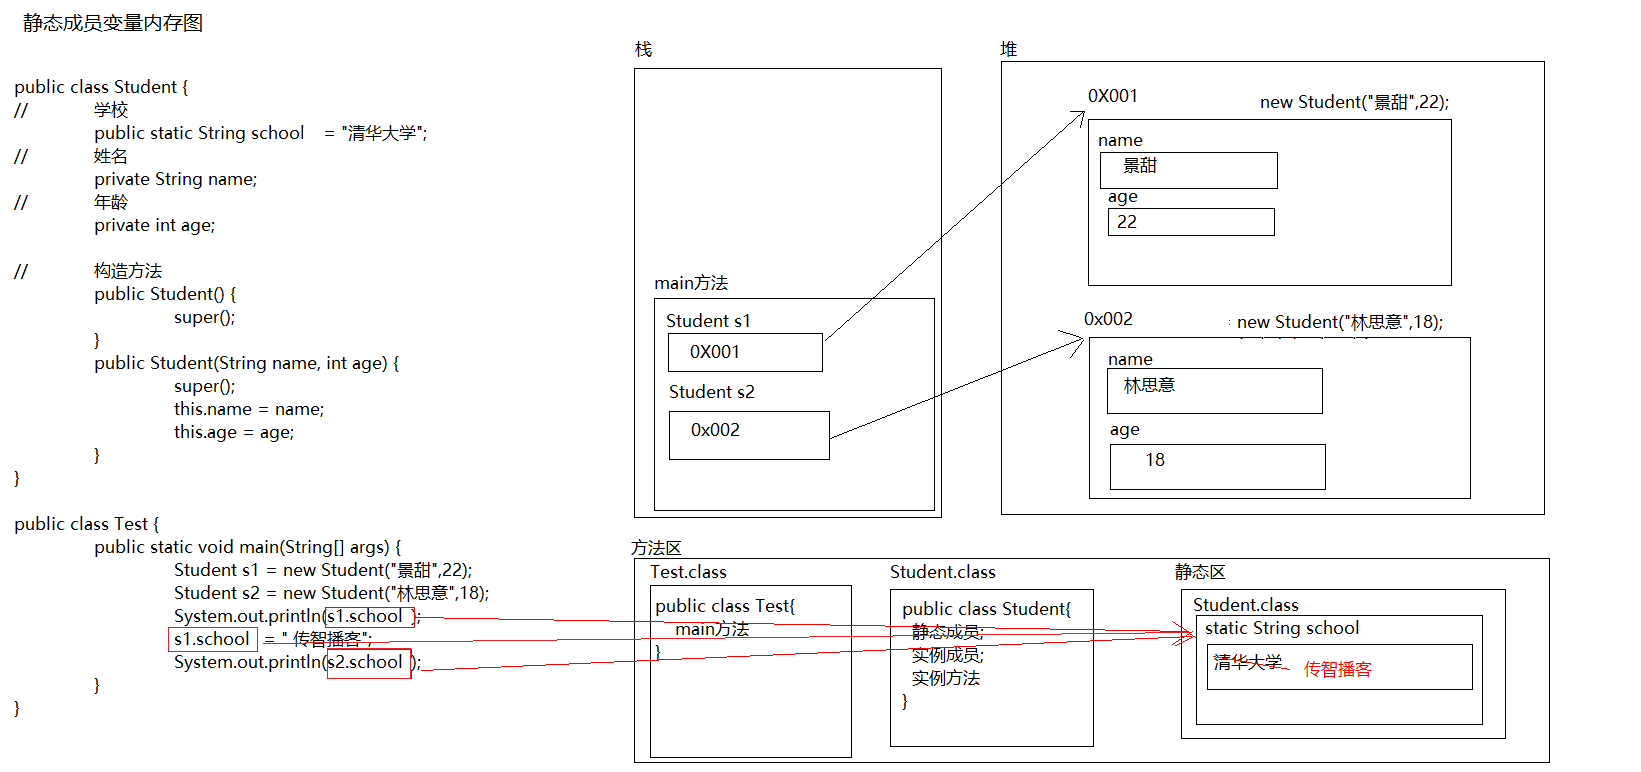 静态成员变量内存图
public class Student {
// 学校
public static String school = "清华大学";
// 姓名
private String name;
// 年龄
private int age;
// 构造方法
public Student() {
super();
}
public Student(String name, int age) {
super();
this.name = name;
this.age = age;
}
}
public class Test {
public static void main(String[] args) {
Student s1 = new Student("景甜",22);
Student s2 = new Student("林思意",18);
System.out.println(s1.school );
s1.school = " 传智播客";
System.out.println(s2.school );
}
}
栈
main方法
Student s1
0X001
Student s2
0x002
堆
0X001
new Student("景甜",22);
name
景甜
age
22
0x002
: new Student("林思意",18);
name
林思意
age
18
方法区
Test.class
public class Test{
main方法
}
Student.class
public class Student{
静态成员;
实例成员;
实例方法
}
静态区
Student.class
static String school
清华大学
传智播客